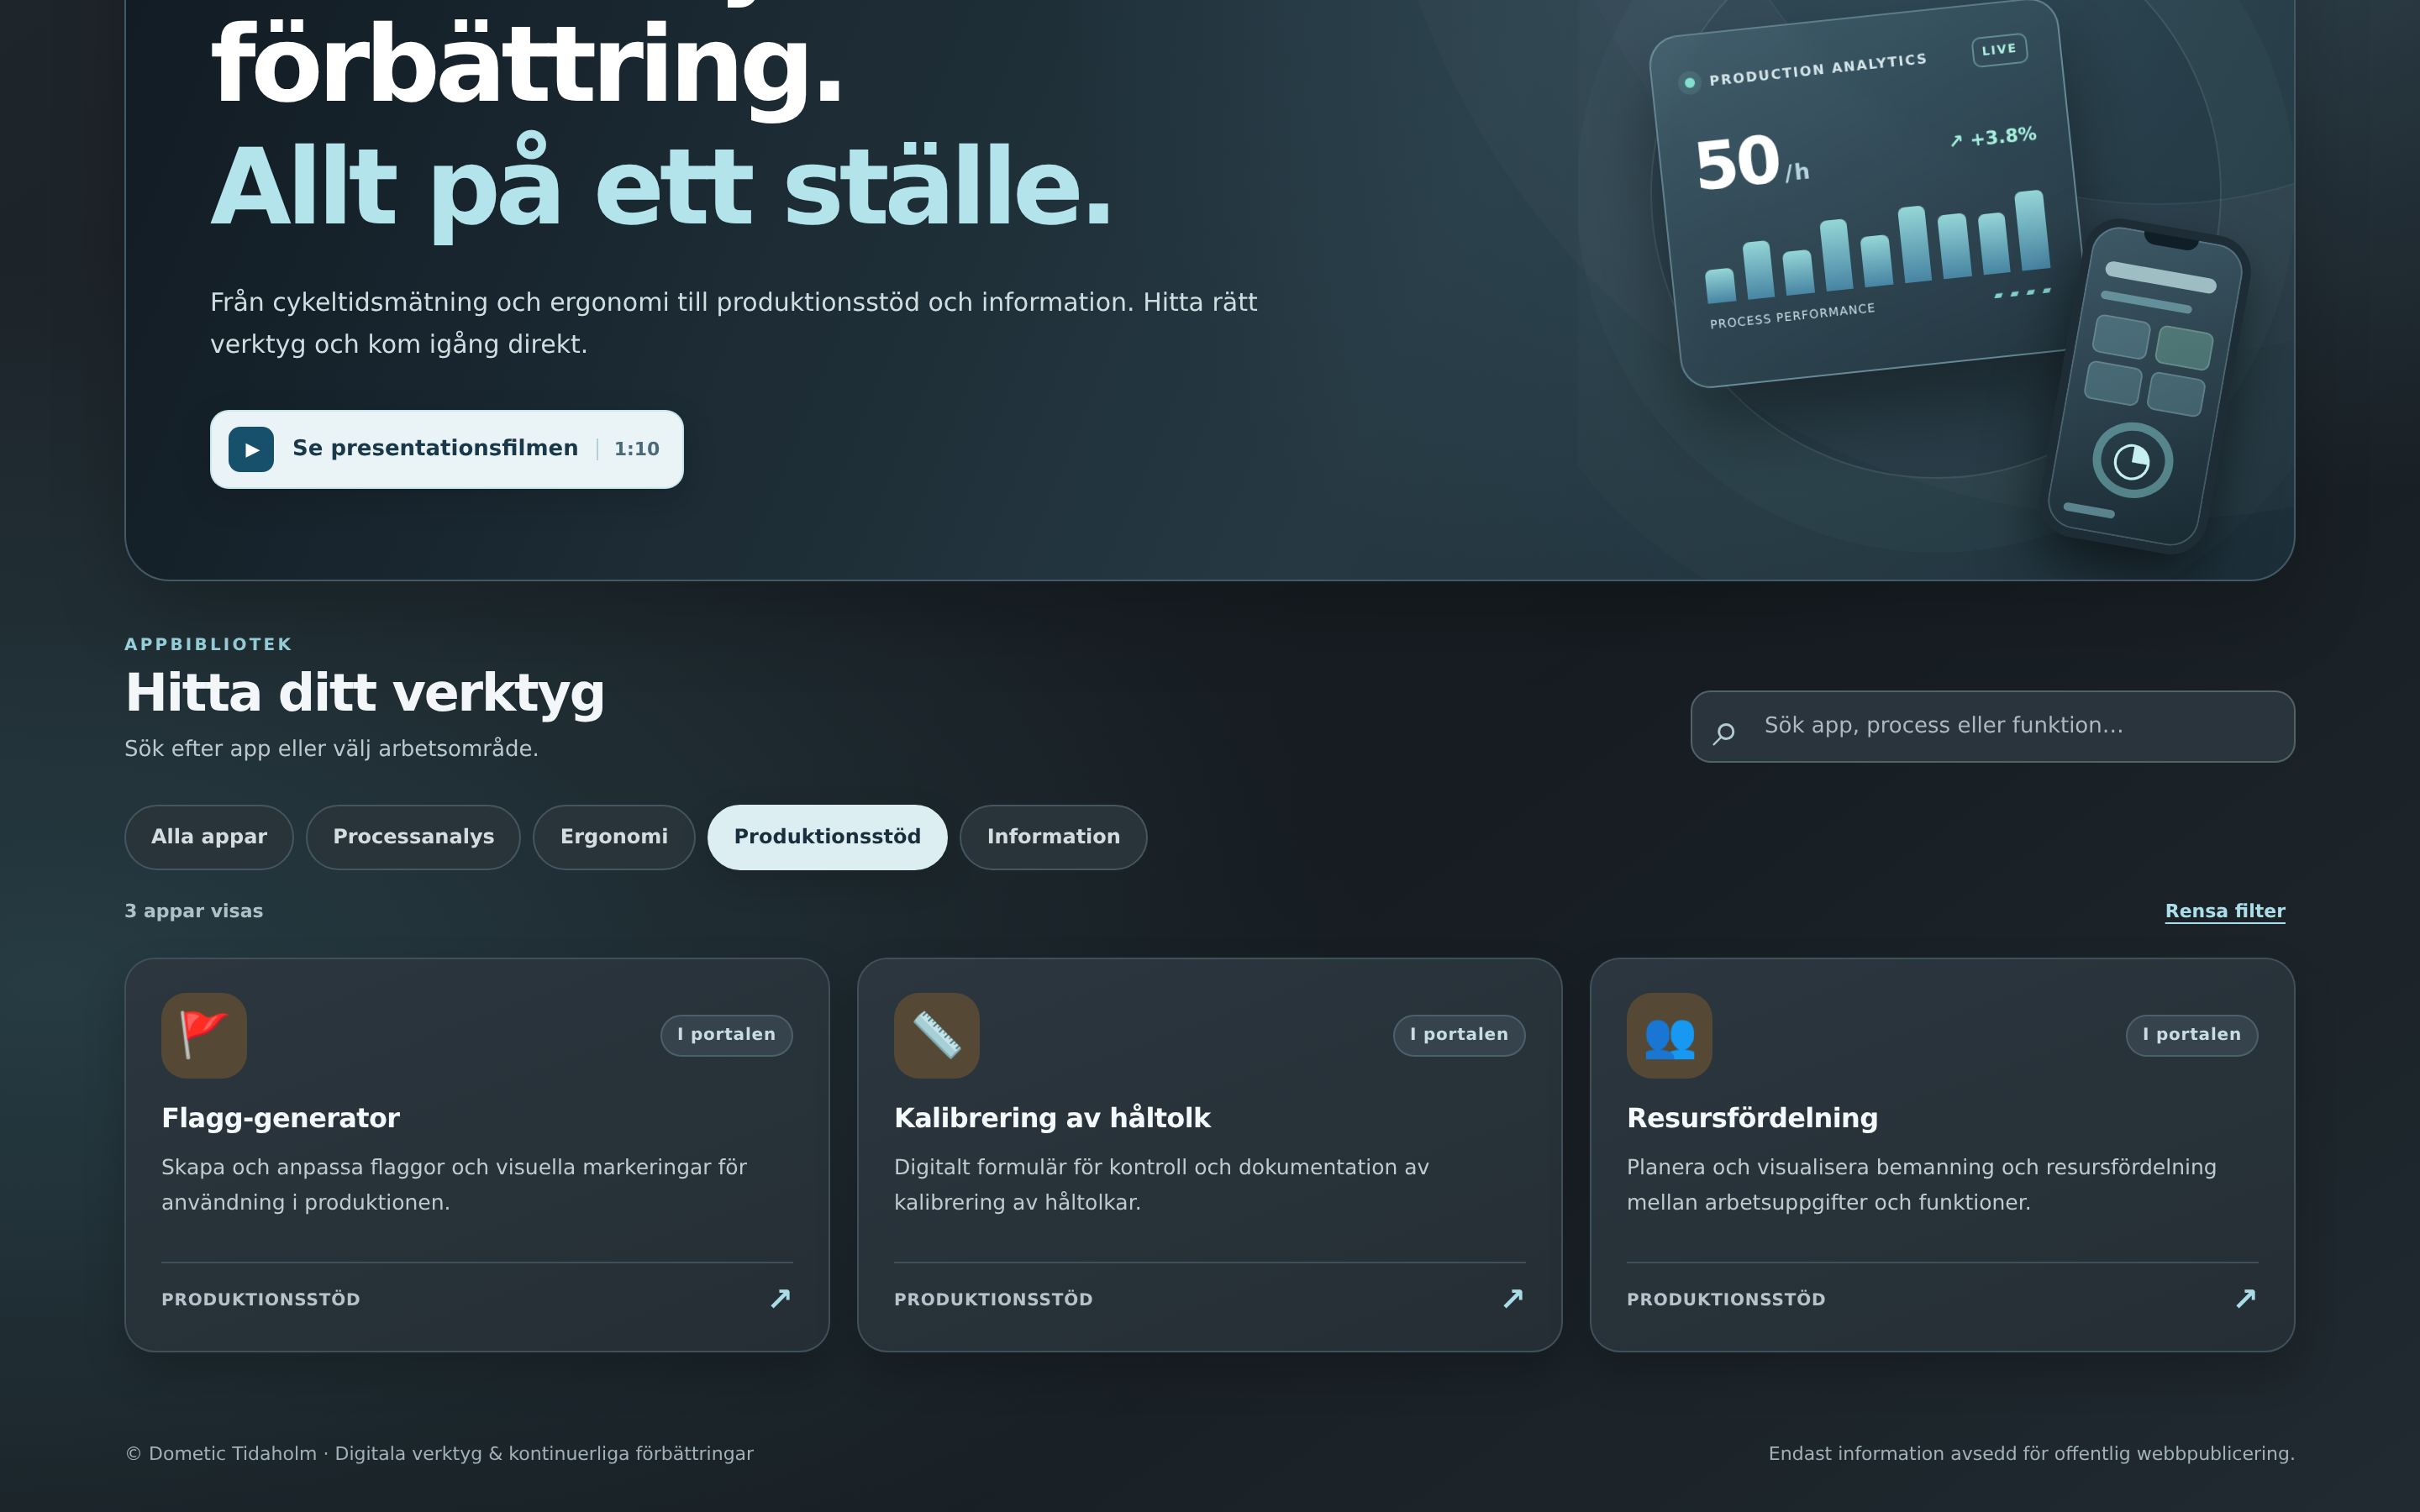 förbättring.
Allt på ett ställe.
Från cykeltidsmätning och ergonomi till produktionsstöd och information. Hitta rätt
verktyg och kom igång direkt.
Se presentationsfilmen 1:10
PRODUCTION ANALYTICS
LIVE
50/h
↗ +3.8%
PROCESS PERFORMANCE
APPBIBLIOTEK
Hitta ditt verktyg
Sök efter app eller välj arbetsområde.
Sök app, process eller funktion...
Alla appar
Processanalys
Ergonomi
Produktionsstöd
Information
3 appar visas
Rensa filter
I portalen
Flagg-generator
Skapa och anpassa flaggor och visuella markeringar för
användning i produktionen.
PRODUKTIONSSTÖD ↗
I portalen
Kalibrering av håltolk
Digitalt formulär för kontroll och dokumentation av
kalibrering av håltolkar.
PRODUKTIONSSTÖD ↗
I portalen
Resursfördelning
Planera och visualisera bemanning och resursfördelning
mellan arbetsuppgifter och funktioner.
PRODUKTIONSSTÖD ↗
© Dometic Tidaholm · Digitala verktyg & kontinuerliga förbättringar
Endast information avsedd för offentlig webbpublicering.